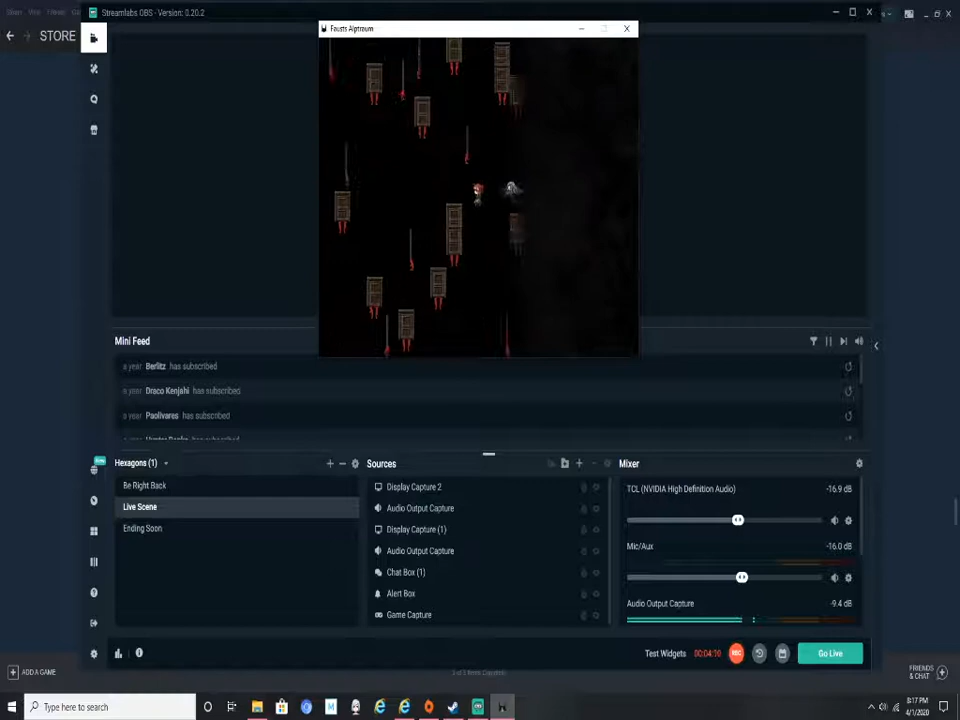 Streamlabs OBS - Version: 0.20.2
Fausts Alptraum
STORE
Mini Feed
a year Berlitz has subscribed
a year Draco Kenjahi has subscribed
a year Paolivares has subscribed
Hexagons (1)
Sources
Mixer
Be Right Back
Live Scene
Ending Soon
Display Capture 2
Audio Output Capture
Display Capture (1)
Audio Output Capture
Chat Box (1)
Alert Box
Game Capture
TCL (NVIDIA High Definition Audio) -16.9 dB
Mic/Aux -16.0 dB
Audio Output Capture -9.4 dB
Test Widgets
REC
Go Live
ADD A GAME
FRIENDS
& CHAT
Type here to search
8:17 PM
4/1/2020